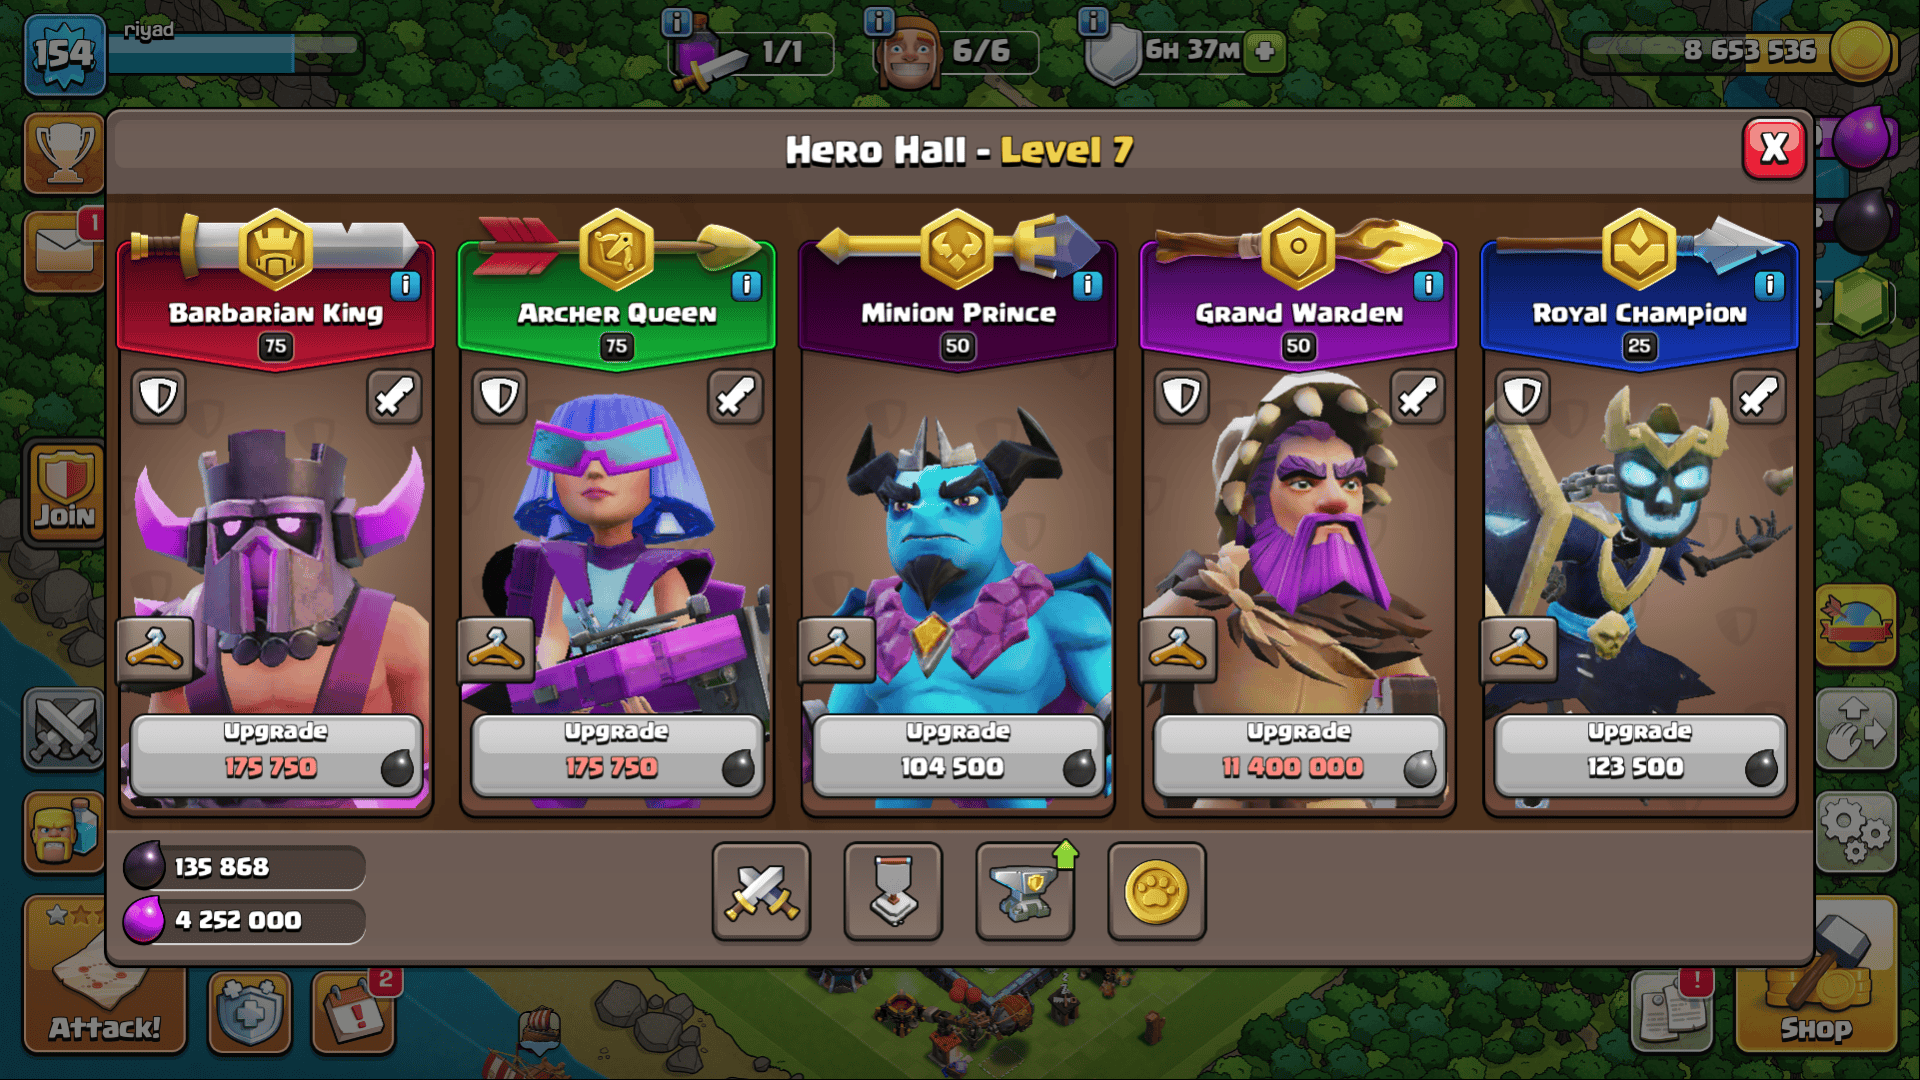 154
riyad
1/1
6/6
6H 37M
8 653 536
Hero Hall - Level 7
X
1
Barbarian King
75
Archer Queen
75
Minion Prince
50
Grand Warden
50
Royal Champion
25
Join
Upgrade
175 750
Upgrade
175 750
Upgrade
104 500
Upgrade
11 400 000
Upgrade
123 500
135 868
4 252 000
Attack!
2
!
Shop